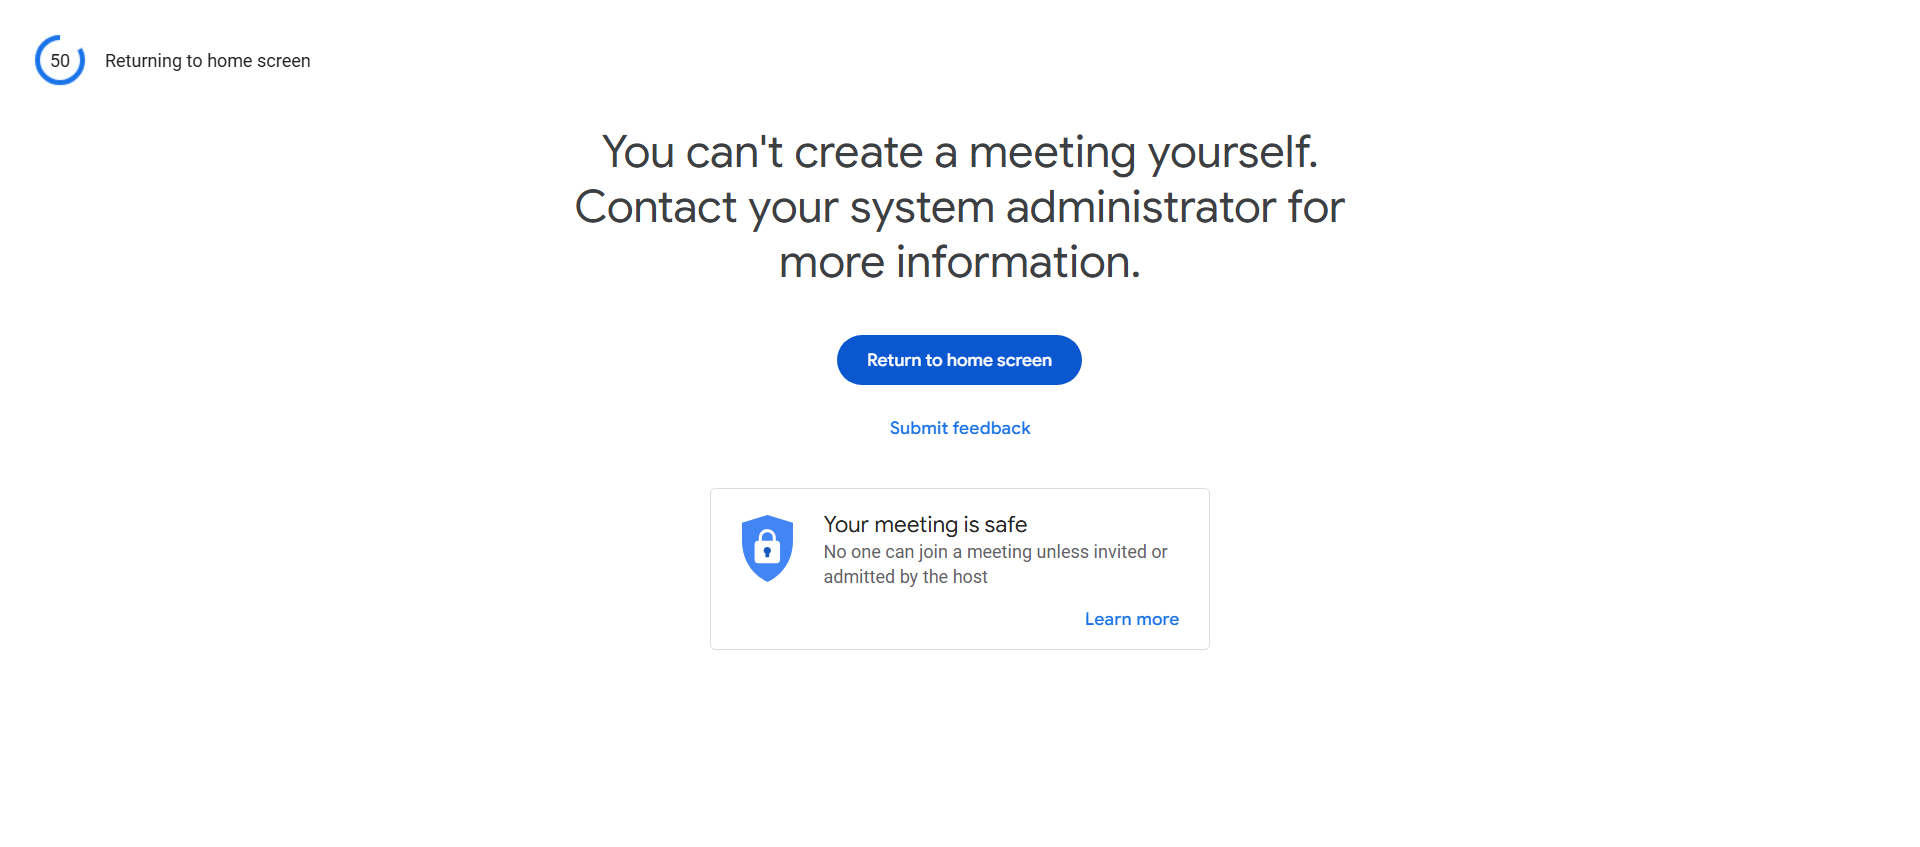 50
Returning to home screen
You can't create a meeting yourself.
Contact your system administrator for
more information.
Return to home screen
Submit feedback
Your meeting is safe
No one can join a meeting unless invited or
admitted by the host
Learn more